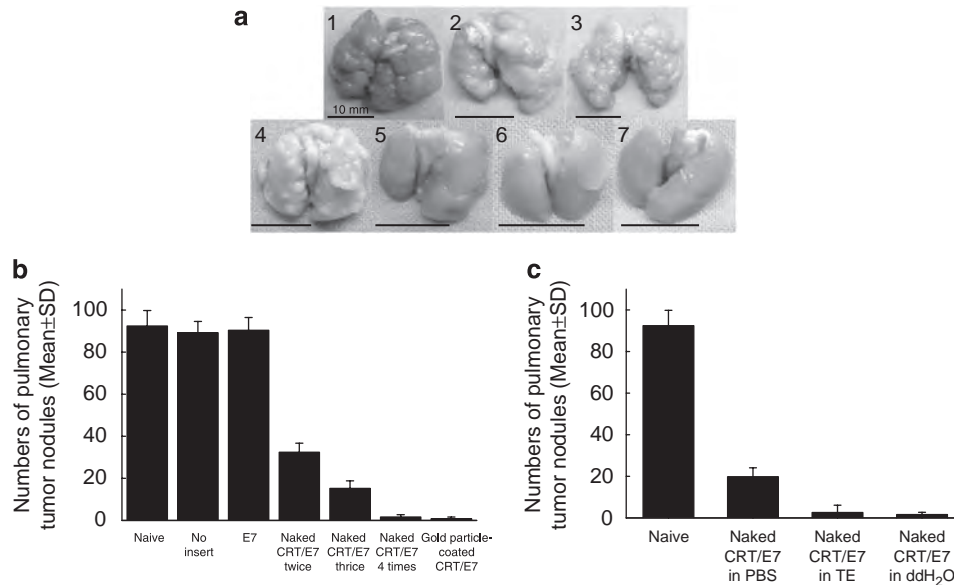 a
1
2
3
10 mm
4
5
6
7
b
Numbers of pulmonary
tumor nodules (Mean±SD)
100
80
60
40
20
0
Naive
No
insert
E7
Naked
CRT/E7
twice
Naked
CRT/E7
thrice
Naked
CRT/E7
4 times
Gold particle-
coated
CRT/E7
c
Numbers of pulmonary
tumor nodules (Mean±SD)
100
80
60
40
20
0
Naive
Naked
CRT/E7
in PBS
Naked
CRT/E7
in TE
Naked
CRT/E7
in ddH₂O